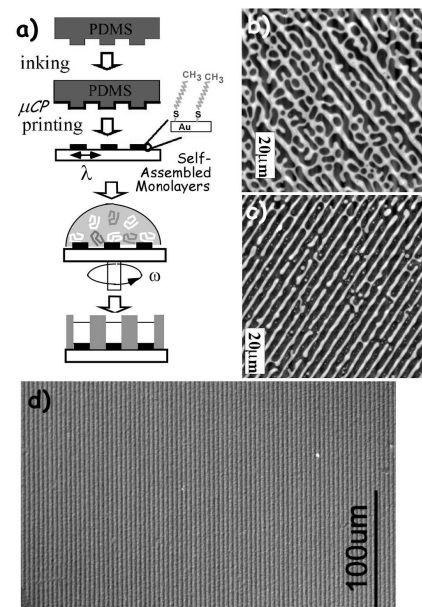 a)
PDMS
inking
PDMS
μCP
printing
CH3 CH3
S S
Au
λ
Self-
Assembled
Monolayers
ω
b)
20μm
c)
20μm
d)
100um